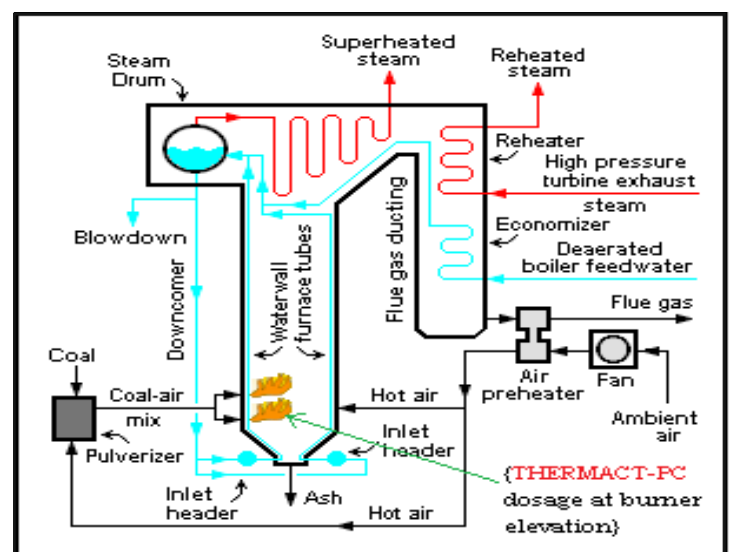 Superheated
steam
Reheated
steam
Steam
Drum
Reheater
High pressure
turbine exhaust
steam
Economizer
Deaerated
boiler feedwater
Blowdown
Downcomer
Waterwall
furnace tubes
Flue gas ducting
Flue gas
Air
preheater
Fan
Ambient
air
Coal
Coal-air
mix
Pulverizer
Hot air
Inlet
header
Inlet
header
Ash
Hot air
{THERMACT-PC
dosage at burner
elevation}